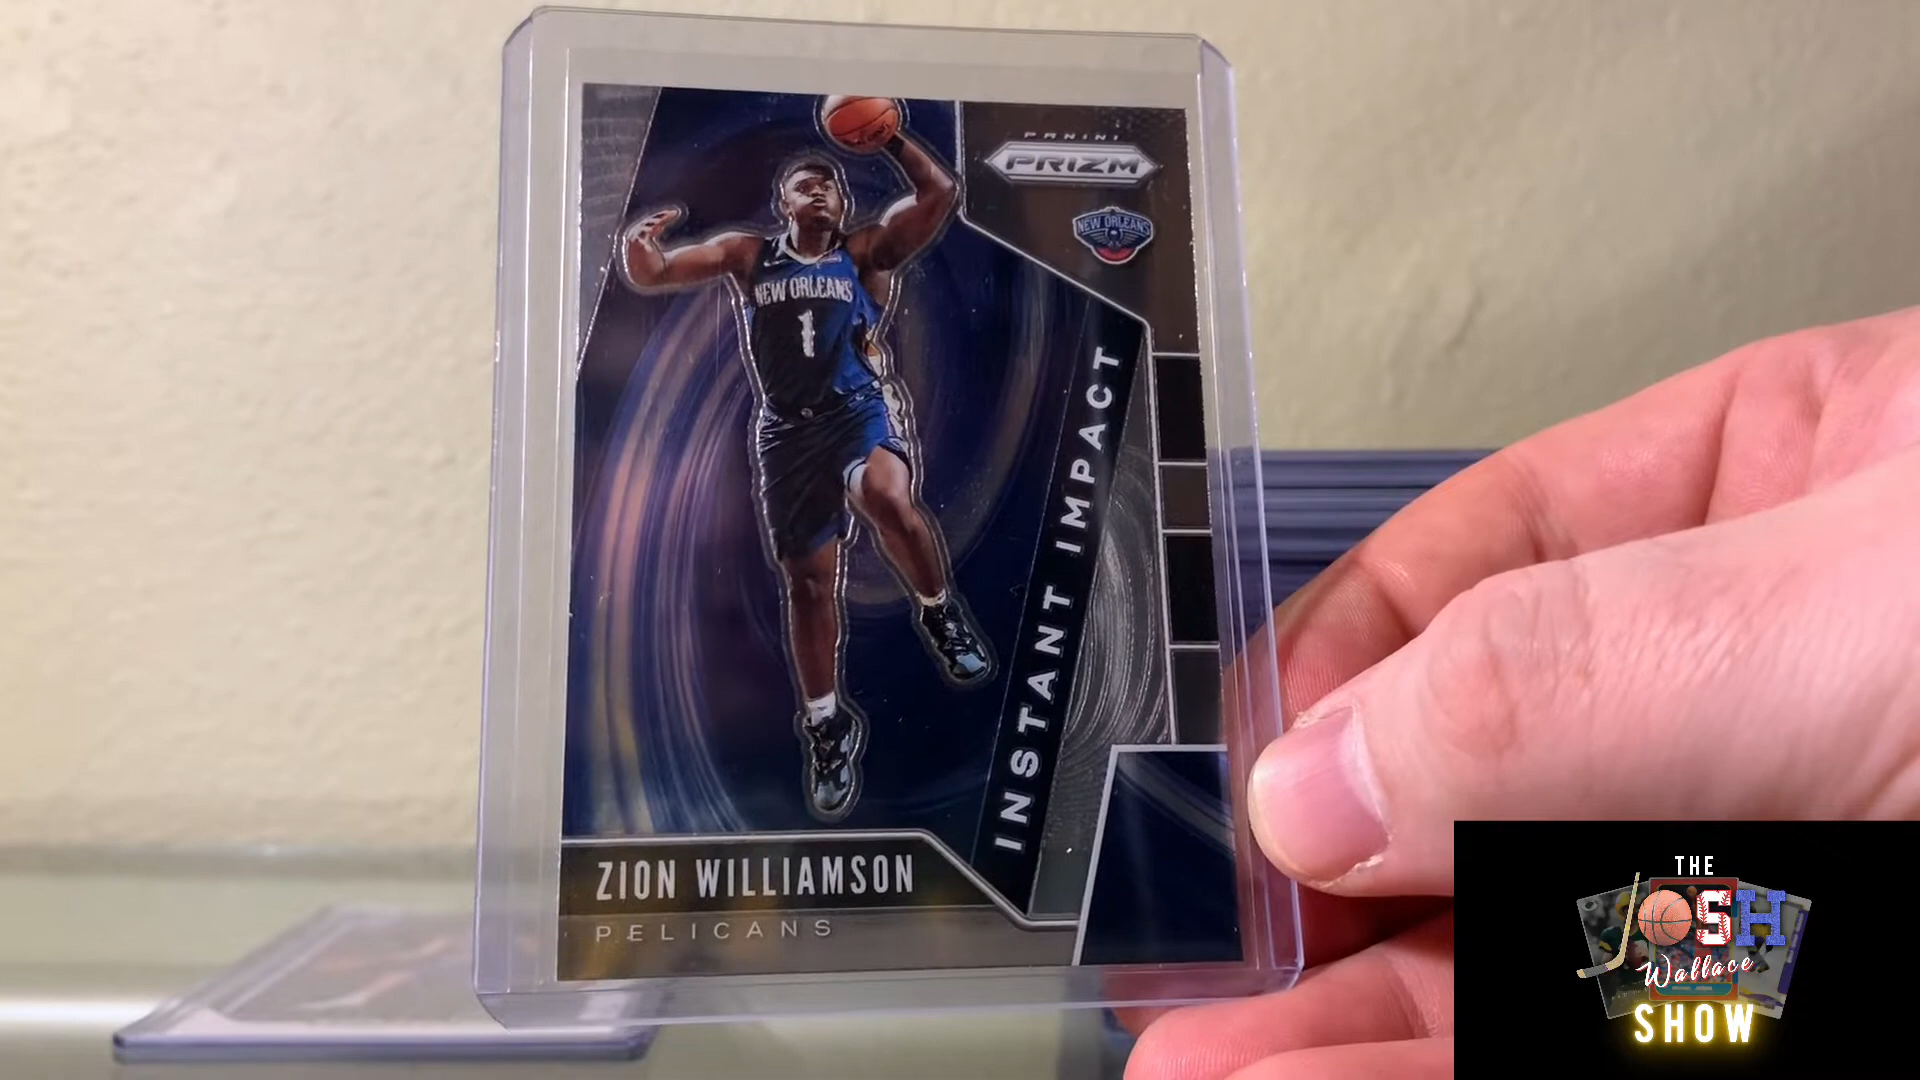 PANINI
PRIZM
NEW ORLEANS
NEW ORLEANS
1
INSTANT IMPACT
ZION WILLIAMSON
PELICANS
THE
JOSH
Wallace
SHOW